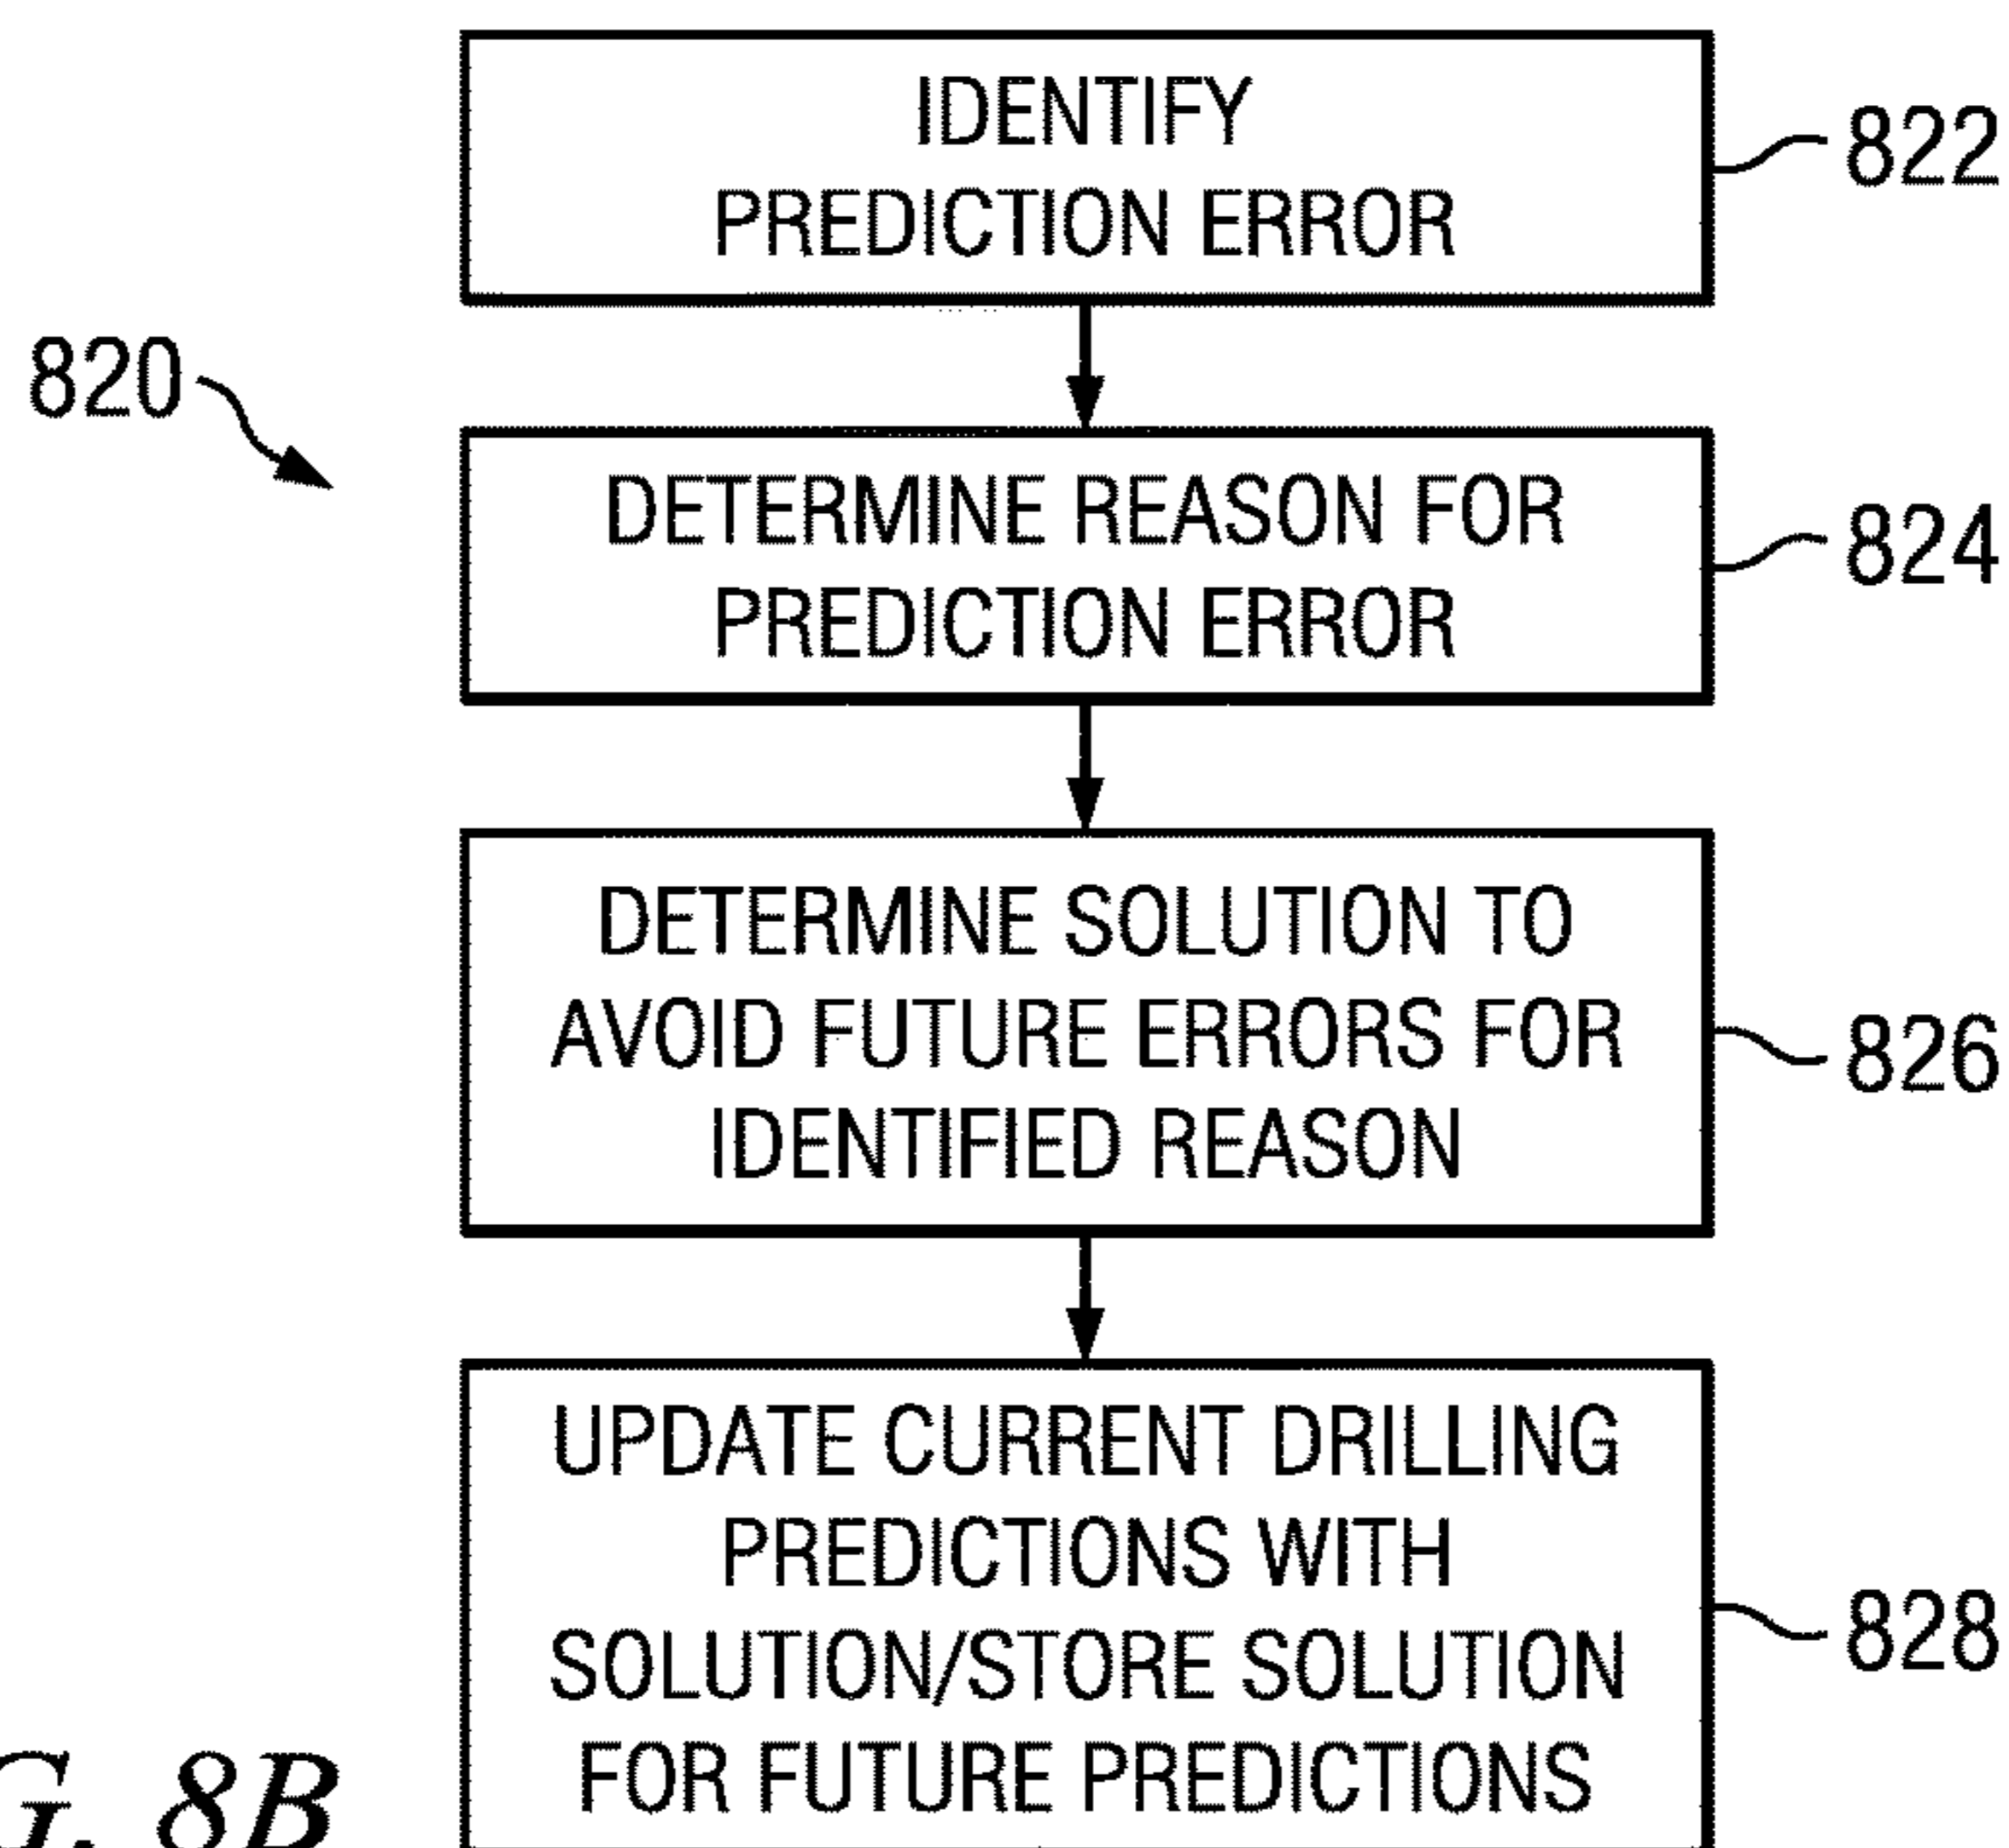 IDENTIFY
PREDICTION ERROR
822
820
DETERMINE REASON FOR
PREDICTION ERROR
824
DETERMINE SOLUTION TO
AVOID FUTURE ERRORS FOR
IDENTIFIED REASON
826
UPDATE CURRENT DRILLING
PREDICTIONS WITH
SOLUTION/STORE SOLUTION
FOR FUTURE PREDICTIONS
828
G. 8B